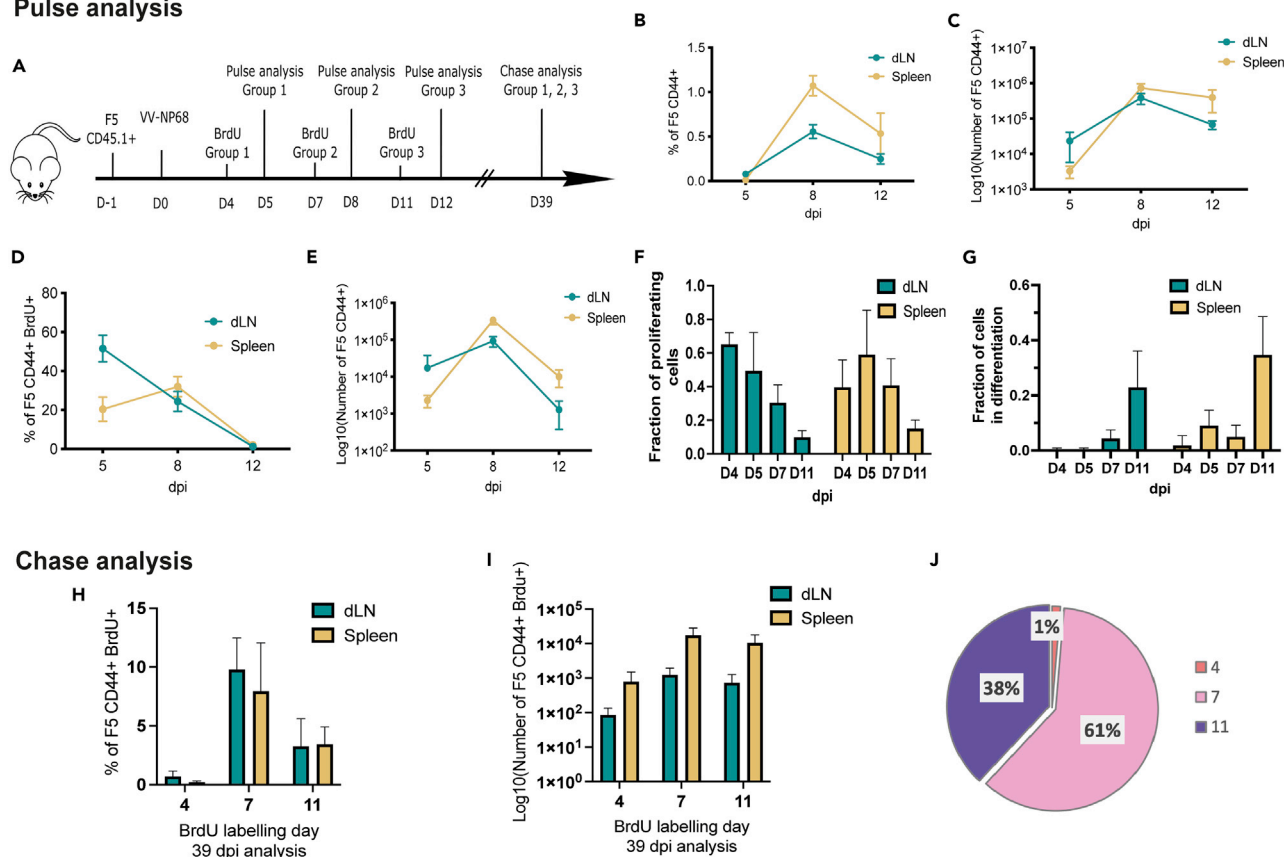 Pulse analysis
A
Pulse analysis
Group 1
Pulse analysis
Group 2
Pulse analysis
Group 3
Chase analysis
Group 1, 2, 3
F5
CD45.1+
VV-NP68
BrdU
Group 1
BrdU
Group 2
BrdU
Group 3
D-1
D0
D4
D5
D7
D8
D11
D12
D39
B
% of F5 CD44+
1.5
1.0
0.5
0.0
5
8
12
dpi
dLN
Spleen
C
Log10(Number of F5 CD44+)
1×10⁷
1×10⁶
1×10⁵
1×10⁴
1×10³
5
8
12
dpi
dLN
Spleen
D
% of F5 CD44+ BrdU+
80
60
40
20
0
5
8
12
dpi
dLN
Spleen
E
Log10(Number of F5 CD44+)
1×10⁶
1×10⁵
1×10⁴
1×10³
1×10²
5
8
12
dpi
dLN
Spleen
F
Fraction of proliferating
cells
1.0
0.8
0.6
0.4
0.2
0.0
D4 D5 D7 D11 D4 D5 D7 D11
dpi
dLN
Spleen
G
Fraction of cells
in differentiation
0.6
0.4
0.2
0.0
D4 D5 D7 D11 D4 D5 D7 D11
dpi
dLN
Spleen
Chase analysis
H
% of F5 CD44+ BrdU+
15
10
5
0
4
7
11
BrdU labelling day
39 dpi analysis
dLN
Spleen
I
Log10(Number of F5 CD44+ Brdu+)
1×10⁵
1×10⁴
1×10³
1×10²
1×10¹
1×10⁰
4
7
11
BrdU labelling day
39 dpi analysis
dLN
Spleen
J
1%
38%
61%
4
7
11